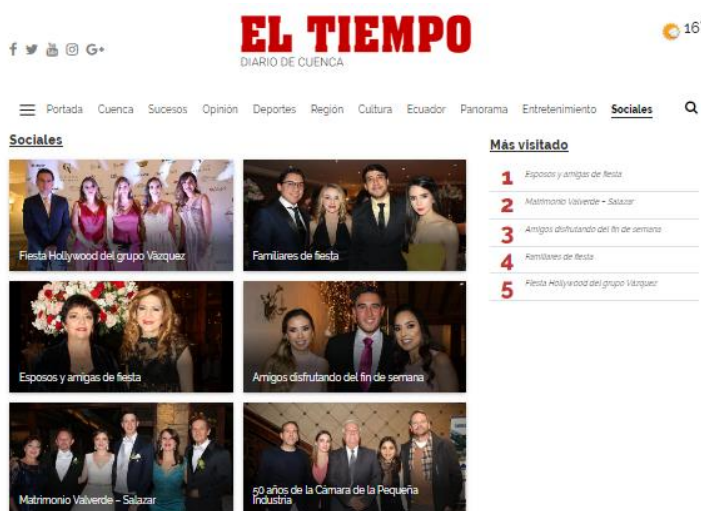 EL TIEMPO
DIARIO DE CUENCA
16°
Portada Cuenca Sucesos Opinión Deportes Región Cultura Ecuador Panorama Entretenimiento Sociales
Sociales
Más visitado
Fiesta Hollywood del grupo Vázquez
Familiares de fiesta
Esposos y amigas de fiesta
Amigos disfrutando del fin de semana
Matrimonio Valverde – Salazar
50 años de la Cámara de la Pequeña
Industria
1 Esposos y amigas de fiesta
2 Matrimonio Valverde – Salazar
3 Amigos disfrutando del fin de semana
4 Familiares de fiesta
5 Fiesta Hollywood del grupo Vázquez